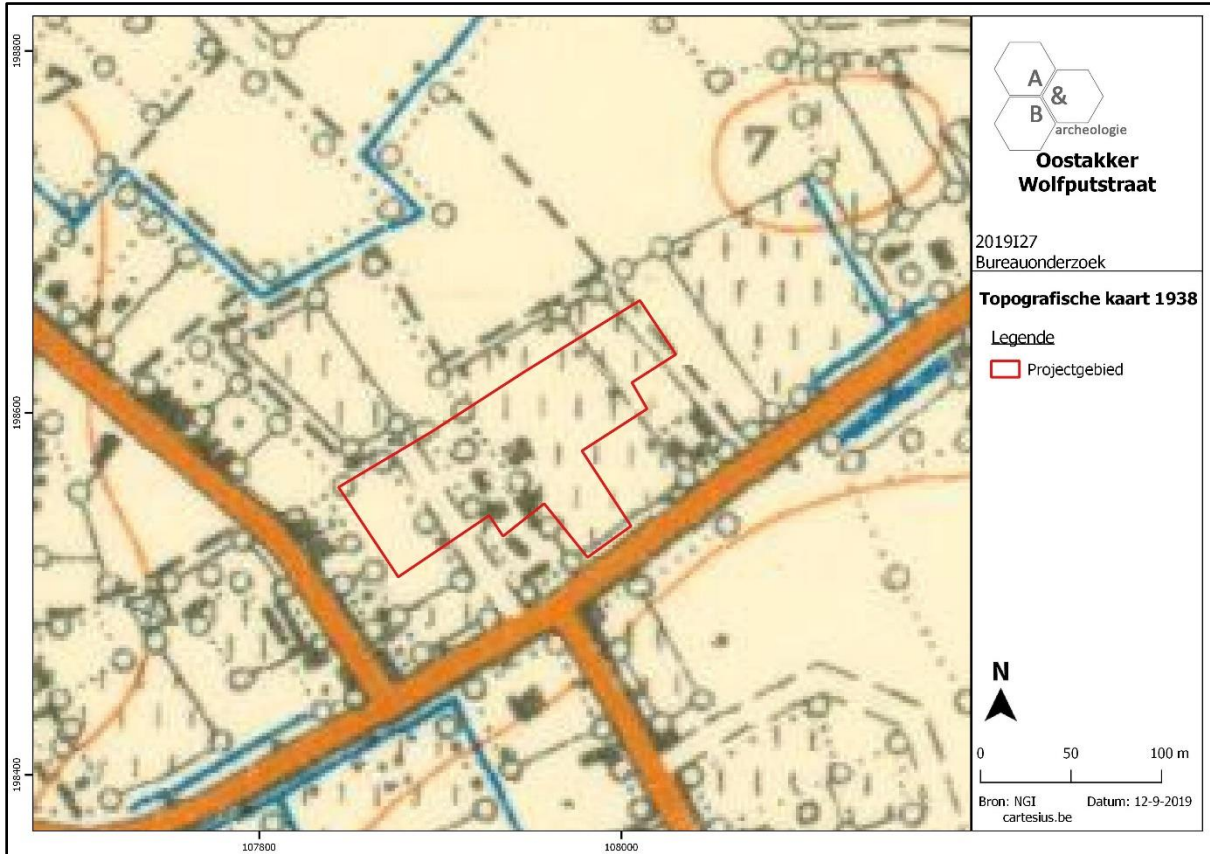 198800
198600
198400
107800
108000
7
7
A
&
B
archeologie
Oostakker
Wolfputstraat
2019I27
Bureauonderzoek
Topografische kaart 1938
Legende
Projectgebied
N
0 50 100 m
Bron: NGI Datum: 12-9-2019
cartesius.be